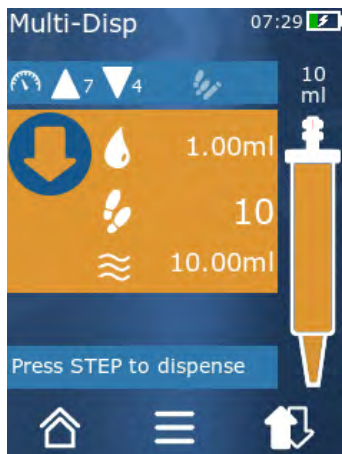 Multi-Disp 07:29
7 4
10
ml
1.00ml
10
10.00ml
Press STEP to dispense